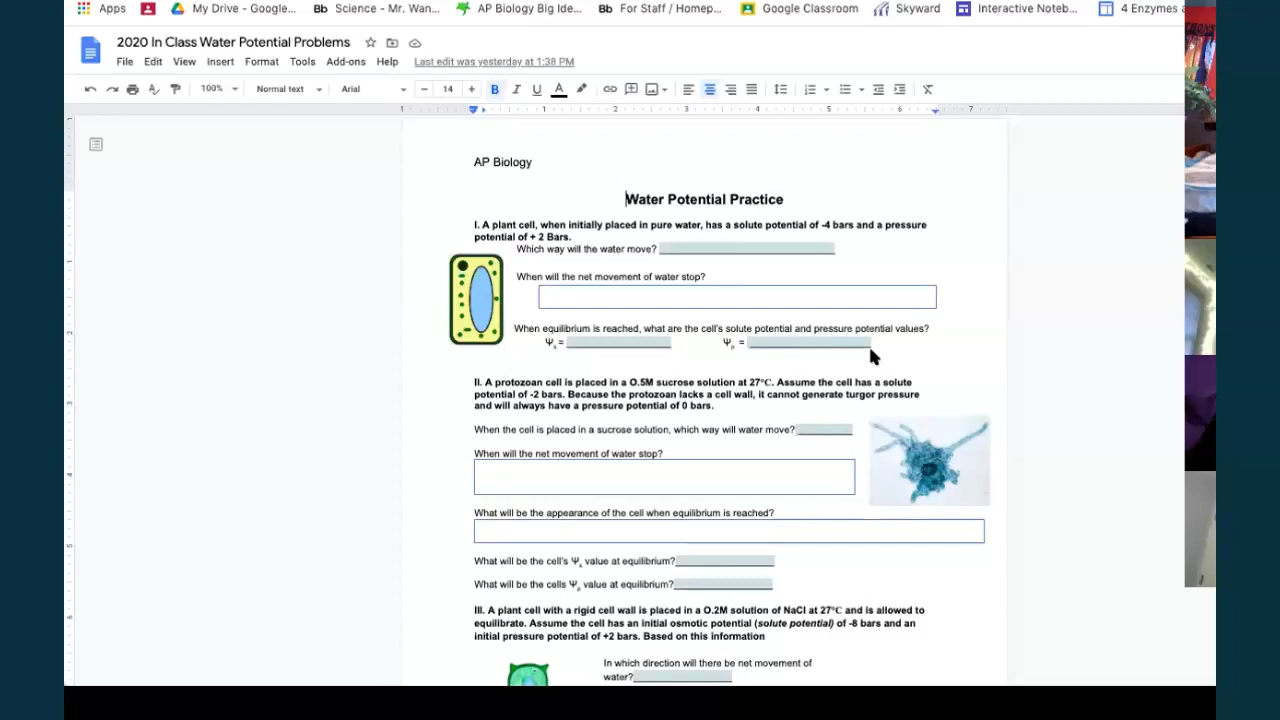 Apps My Drive - Google... Bb Science - Mr. Wan... AP Biology Big Ide... Bb For Staff / Homep... Google Classroom Skyward Interactive Noteb... 4 Enzymes a
2020 In Class Water Potential Problems
File Edit View Insert Format Tools Add-ons Help Last edit was yesterday at 1:38 PM
100% Normal text Arial − 14 + B I U A
1 1 2 3 4 5 6 7
AP Biology
Water Potential Practice
I. A plant cell, when initially placed in pure water, has a solute potential of -4 bars and a pressure
potential of + 2 Bars.
Which way will the water move?
When will the net movement of water stop?
When equilibrium is reached, what are the cell's solute potential and pressure potential values?
Ψs = Ψp =
II. A protozoan cell is placed in a O.5M sucrose solution at 27°C. Assume the cell has a solute
potential of -2 bars. Because the protozoan lacks a cell wall, it cannot generate turgor pressure
and will always have a pressure potential of 0 bars.
When the cell is placed in a sucrose solution, which way will water move?
When will the net movement of water stop?
What will be the appearance of the cell when equilibrium is reached?
What will be the cell's Ψs value at equilibrium?
What will be the cells Ψp value at equilibrium?
III. A plant cell with a rigid cell wall is placed in a O.2M solution of NaCl at 27°C and is allowed to
equilibrate. Assume the cell has an initial osmotic potential (solute potential) of -8 bars and an
initial pressure potential of +2 bars. Based on this information
In which direction will there be net movement of
water?